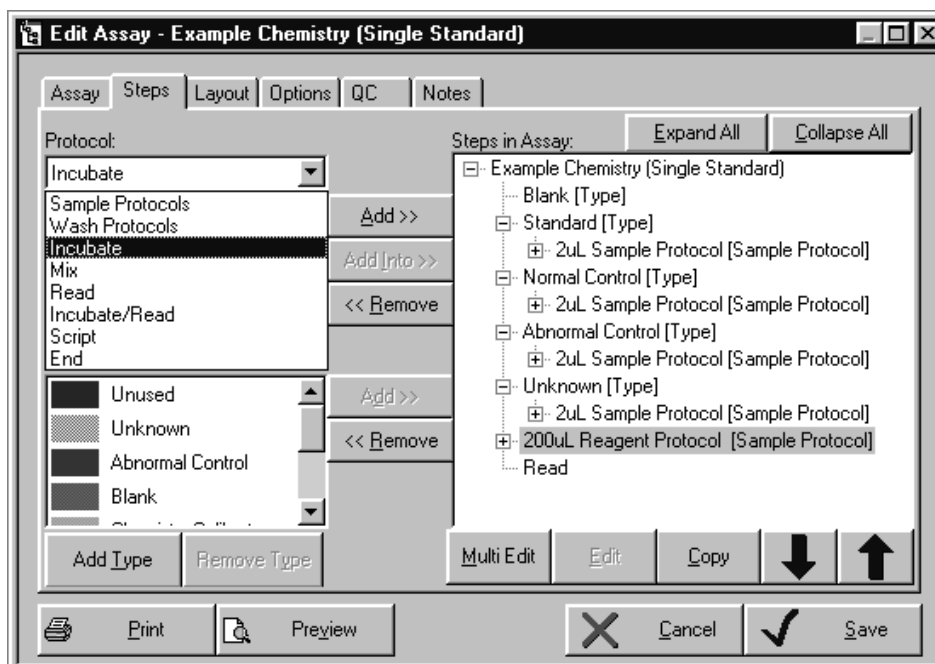 Edit Assay - Example Chemistry (Single Standard)
Assay Steps Layout Options QC Notes
Protocol:
Incubate
Sample Protocols
Wash Protocols
Incubate
Mix
Read
Incubate/Read
Script
End
Add >>
Add Into >>
<< Remove
Unused
Unknown
Abnormal Control
Blank
Add >>
<< Remove
Add Type Remove Type
Steps in Assay: Expand All Collapse All
Example Chemistry (Single Standard)
Blank [Type]
Standard [Type]
2uL Sample Protocol [Sample Protocol]
Normal Control [Type]
2uL Sample Protocol [Sample Protocol]
Abnormal Control [Type]
2uL Sample Protocol [Sample Protocol]
Unknown [Type]
2uL Sample Protocol [Sample Protocol]
200uL Reagent Protocol [Sample Protocol]
Read
Multi Edit Edit Copy
Print Preview Cancel Save